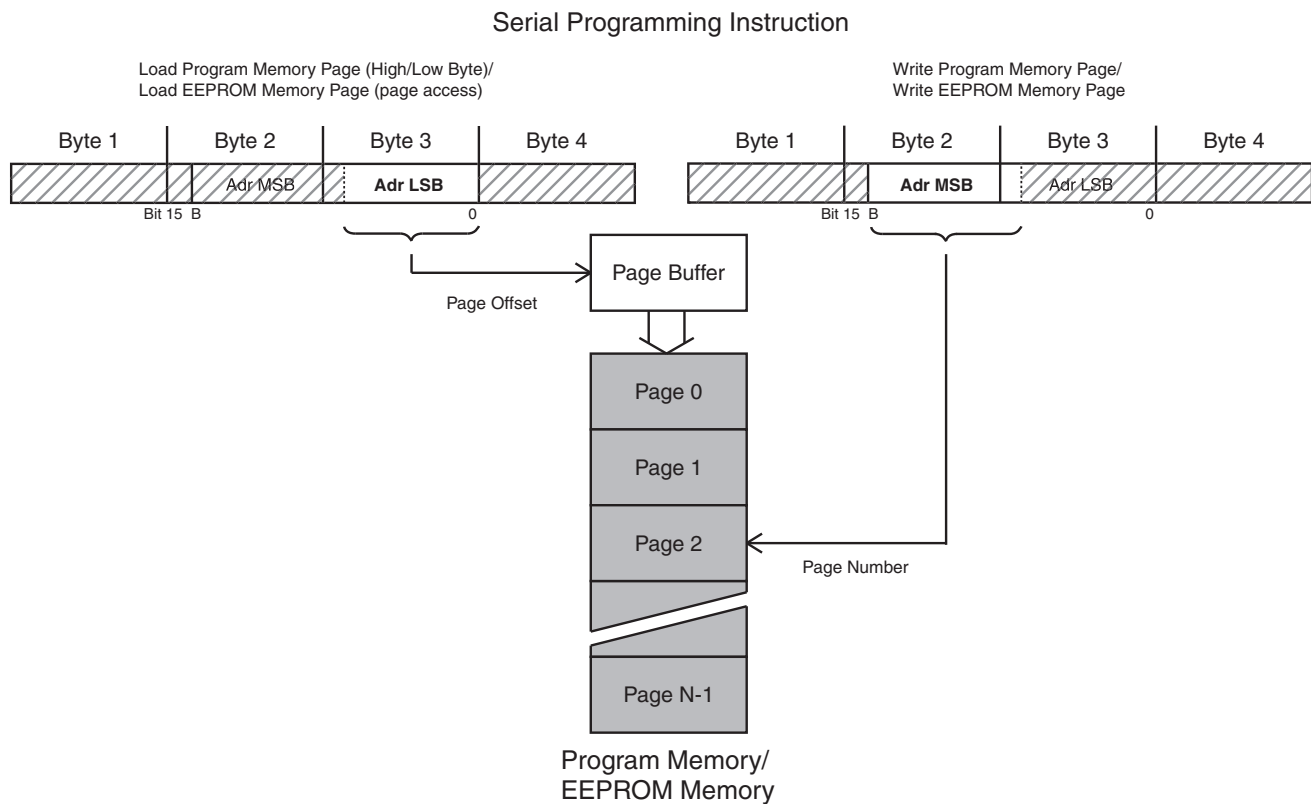 Serial Programming Instruction
Load Program Memory Page (High/Low Byte)/
Load EEPROM Memory Page (page access)
Write Program Memory Page/
Write EEPROM Memory Page
Byte 1 Byte 2 Byte 3 Byte 4
Byte 1 Byte 2 Byte 3 Byte 4
Adr MSB Adr LSB
Adr MSB Adr LSB
Bit 15 B 0
Bit 15 B 0
Page Buffer
Page Offset
Page 0
Page 1
Page 2
Page Number
Page N-1
Program Memory/
EEPROM Memory